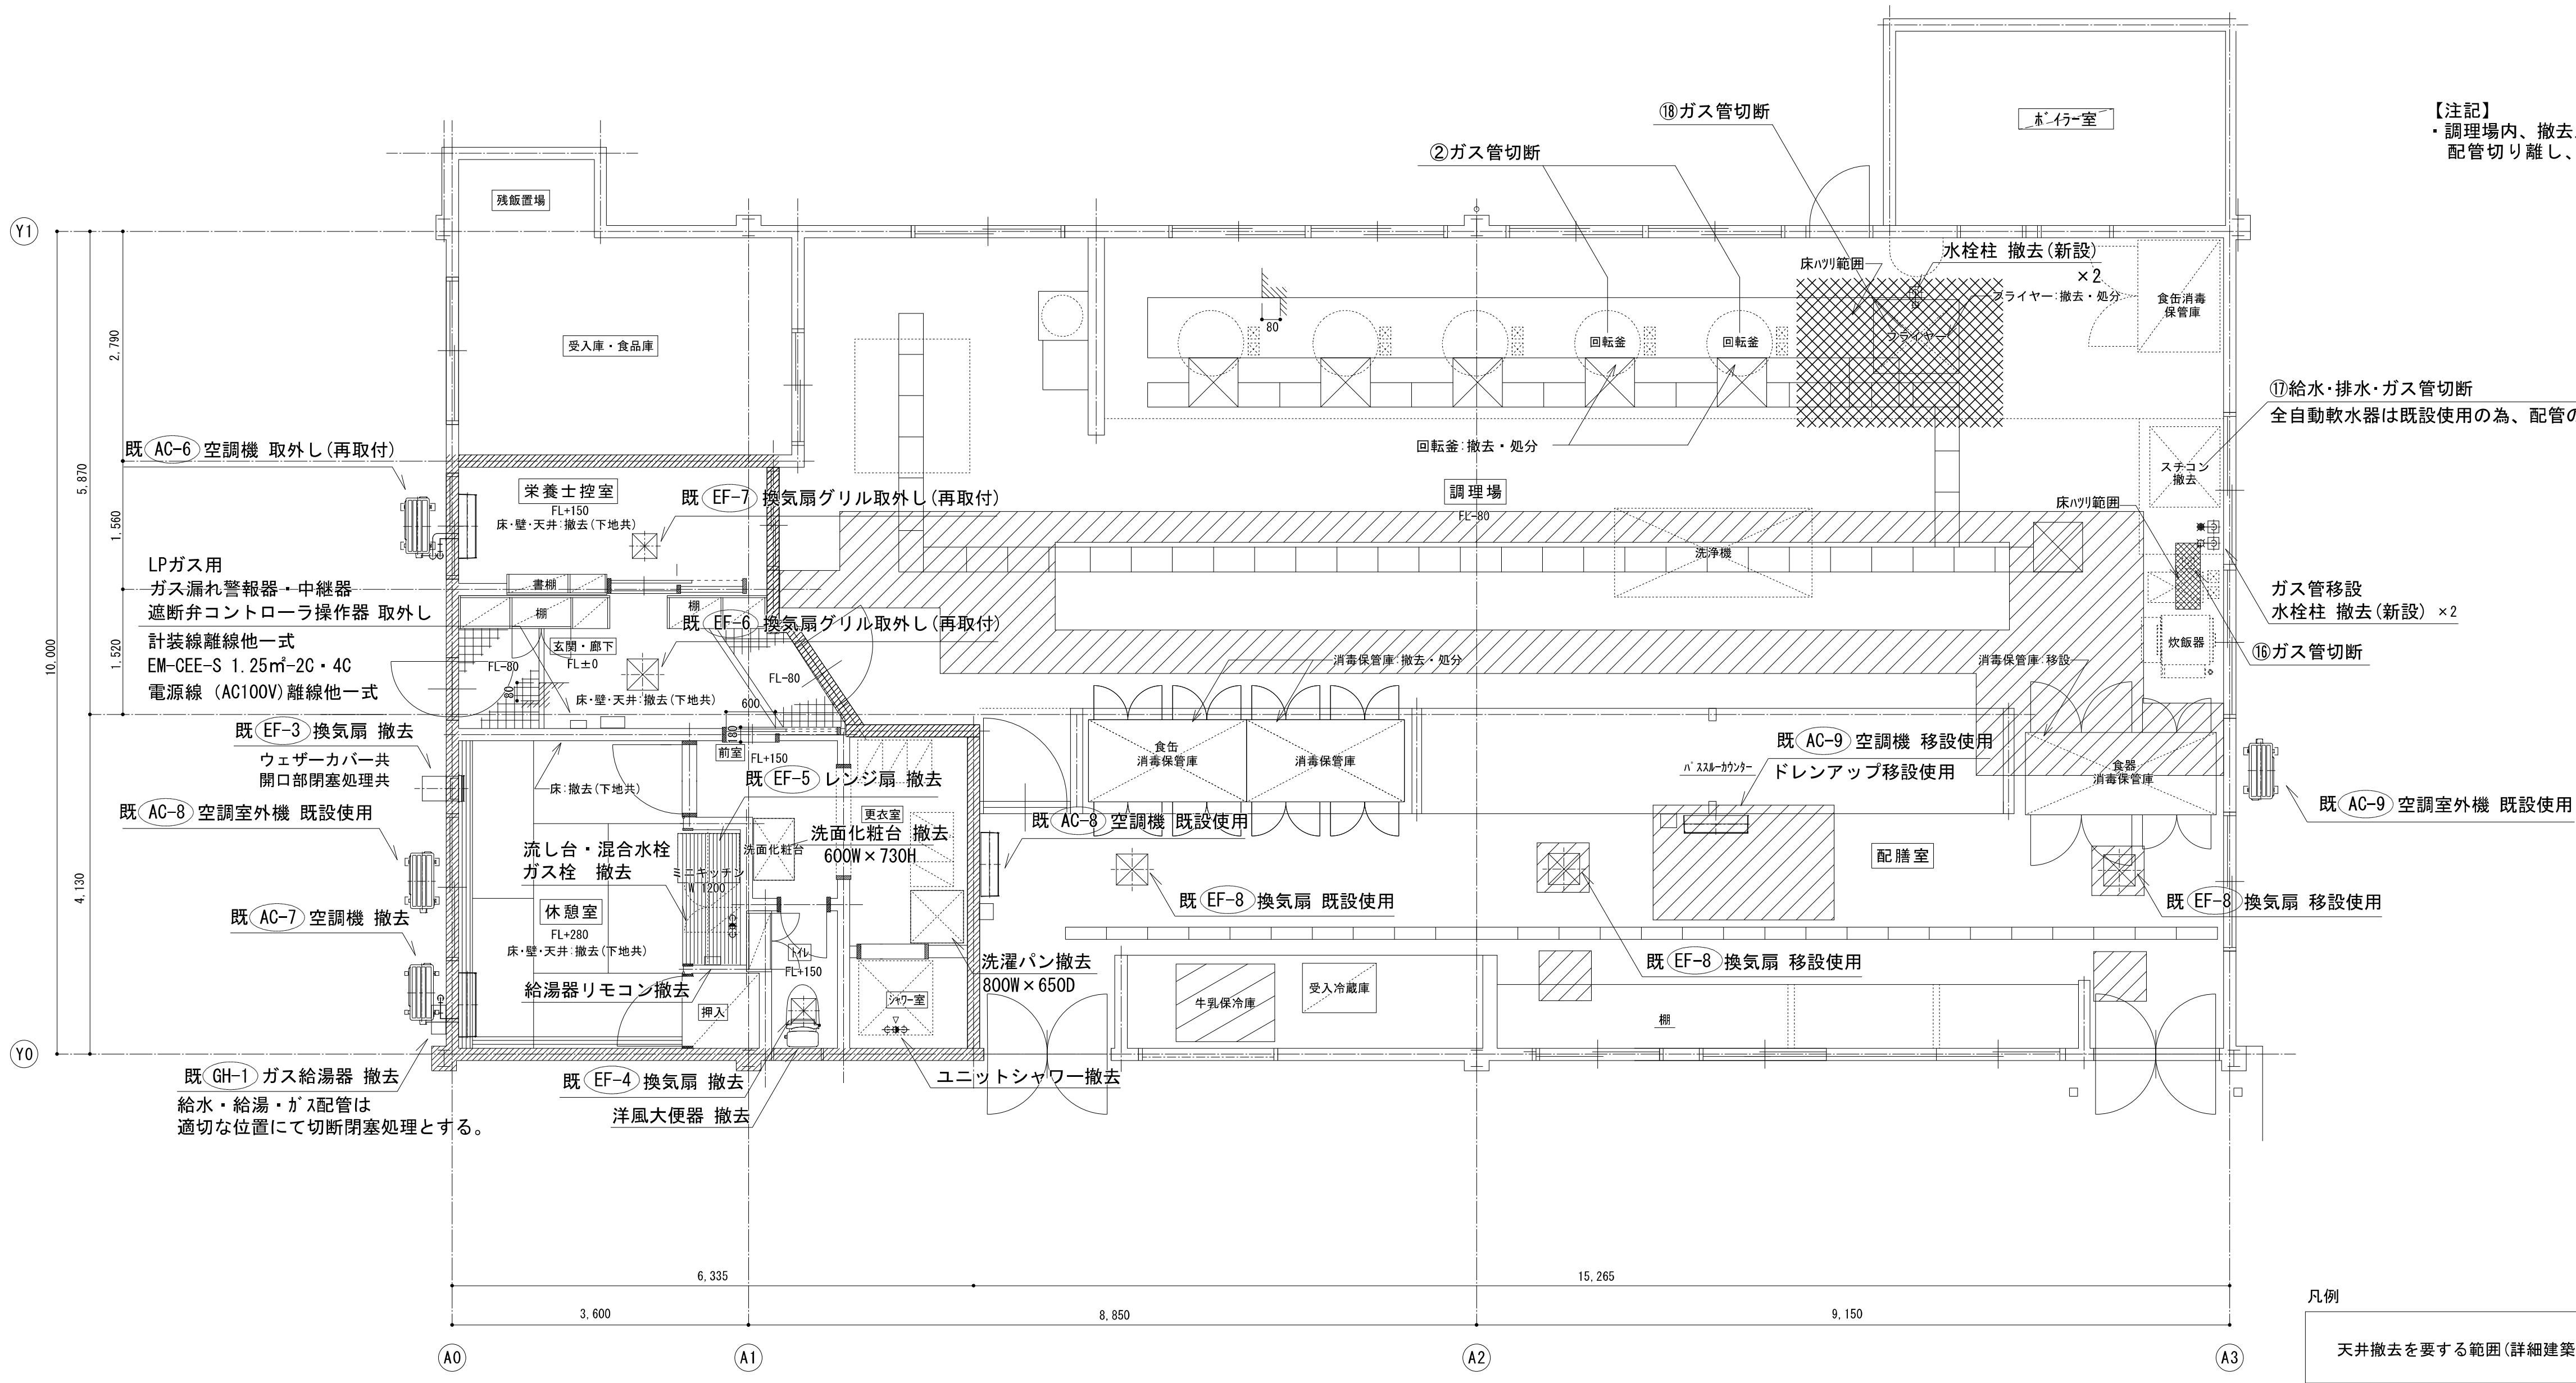 【注記】
・調理場内、撤去
配管切り離し、
ボイラー室
⑱ガス管切断
②ガス管切断
残飯置場
Y1
水栓柱 撤去(新設)
×2
床ハツリ範囲
フライヤー:撤去・処分
食缶消毒
保管庫
フライヤー
80
回転釜
回転釜
受入庫・食品庫
2,790
⑰給水・排水・ガス管切断
全自動軟水器は既設使用の為、配管の
回転釜:撤去・処分
既 AC-6 空調機 取外し(再取付)
5,870
スチコン
撤去
栄養士控室
FL+150
床・壁・天井:撤去(下地共)
既 EF-7 換気扇グリル取外し(再取付)
調理場
FL-80
床ハツリ範囲
1,560
洗浄機
LPガス用
ガス漏れ警報器・中継器
遮断弁コントローラ操作器 取外し
計装線離線他一式
EM-CEE-S 1.25㎡-2C・4C
電源線 (AC100V)離線他一式
書棚
棚
棚
既 EF-6 換気扇グリル取外し(再取付)
ガス管移設
水栓柱 撤去(新設) ×2
10,000
1,520
玄関・廊下
FL±0
FL-80
80
床・壁・天井:撤去(下地共)
FL-80
炊飯器
⑯ガス管切断
消毒保管庫:撤去・処分
消毒保管庫:移設
600
180
既 EF-3 換気扇 撤去
ウェザーカバー共
開口部閉塞処理共
前室
FL+150
既 EF-5 レンジ扇 撤去
床:撤去(下地共)
食缶
消毒保管庫
消毒保管庫
既 AC-9 空調機 移設使用
ドレンアップ移設使用
パススルーカウンター
食器
消毒保管庫
既 AC-9 空調室外機 既設使用
既 AC-8 空調室外機 既設使用
更衣室
洗面化粧台 撤去
600W×730H
洗面化粧台
既 AC-8 空調機 既設使用
流し台・混合水栓
ガス栓 撤去
ミニキッチン
W 1200
配膳室
4,130
既 AC-7 空調機 撤去
休憩室
FL+280
床・壁・天井:撤去(下地共)
既 EF-8 換気扇 既設使用
既 EF-8 換気扇 移設使用
既 EF-8 換気扇 移設使用
トイレ
FL+150
洗濯パン撤去
800W×650D
給湯器リモコン撤去
押入
シャワー室
牛乳保冷庫
受入冷蔵庫
棚
Y0
既 GH-1 ガス給湯器 撤去
給水・給湯・ガス配管は
適切な位置にて切断閉塞処理とする。
既 EF-4 換気扇 撤去
洋風大便器 撤去
ユニットシャワー撤去
6,335
15,265
3,600
8,850
9,150
A0
A1
A2
A3
凡例
天井撤去を要する範囲(詳細建築